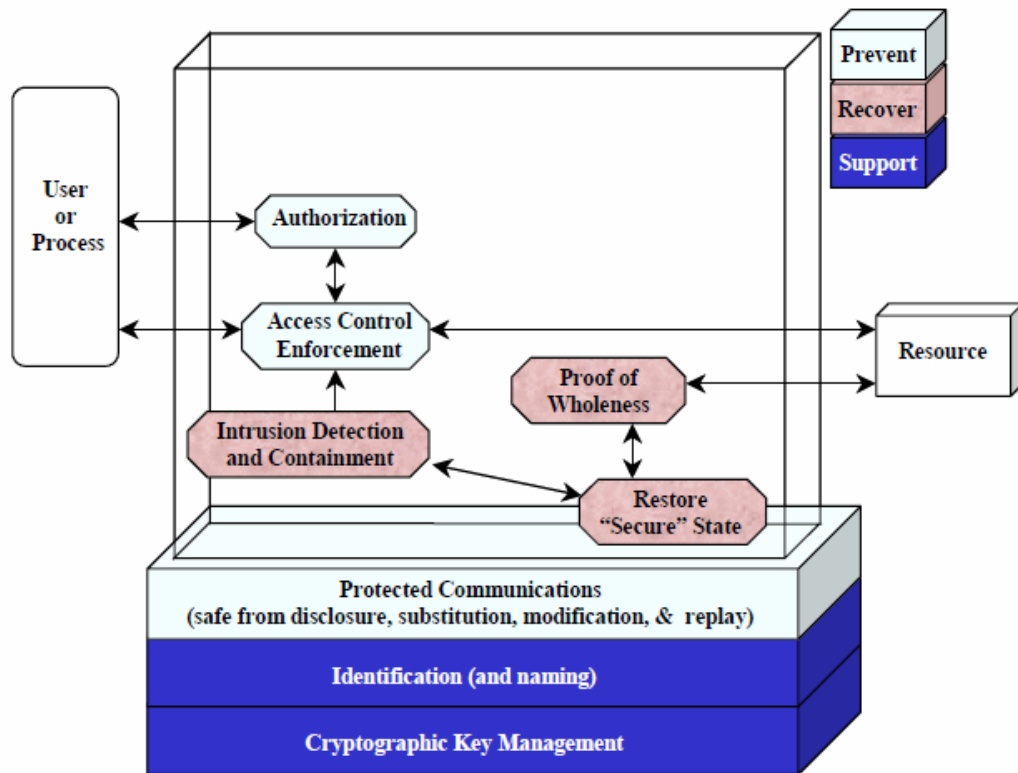 Prevent
Recover
Support
User
or
Process
Authorization
Access Control
Enforcement
Resource
Proof of
Wholeness
Intrusion Detection
and Containment
Restore
“Secure” State
Protected Communications
(safe from disclosure, substitution, modification, & replay)
Identification (and naming)
Cryptographic Key Management